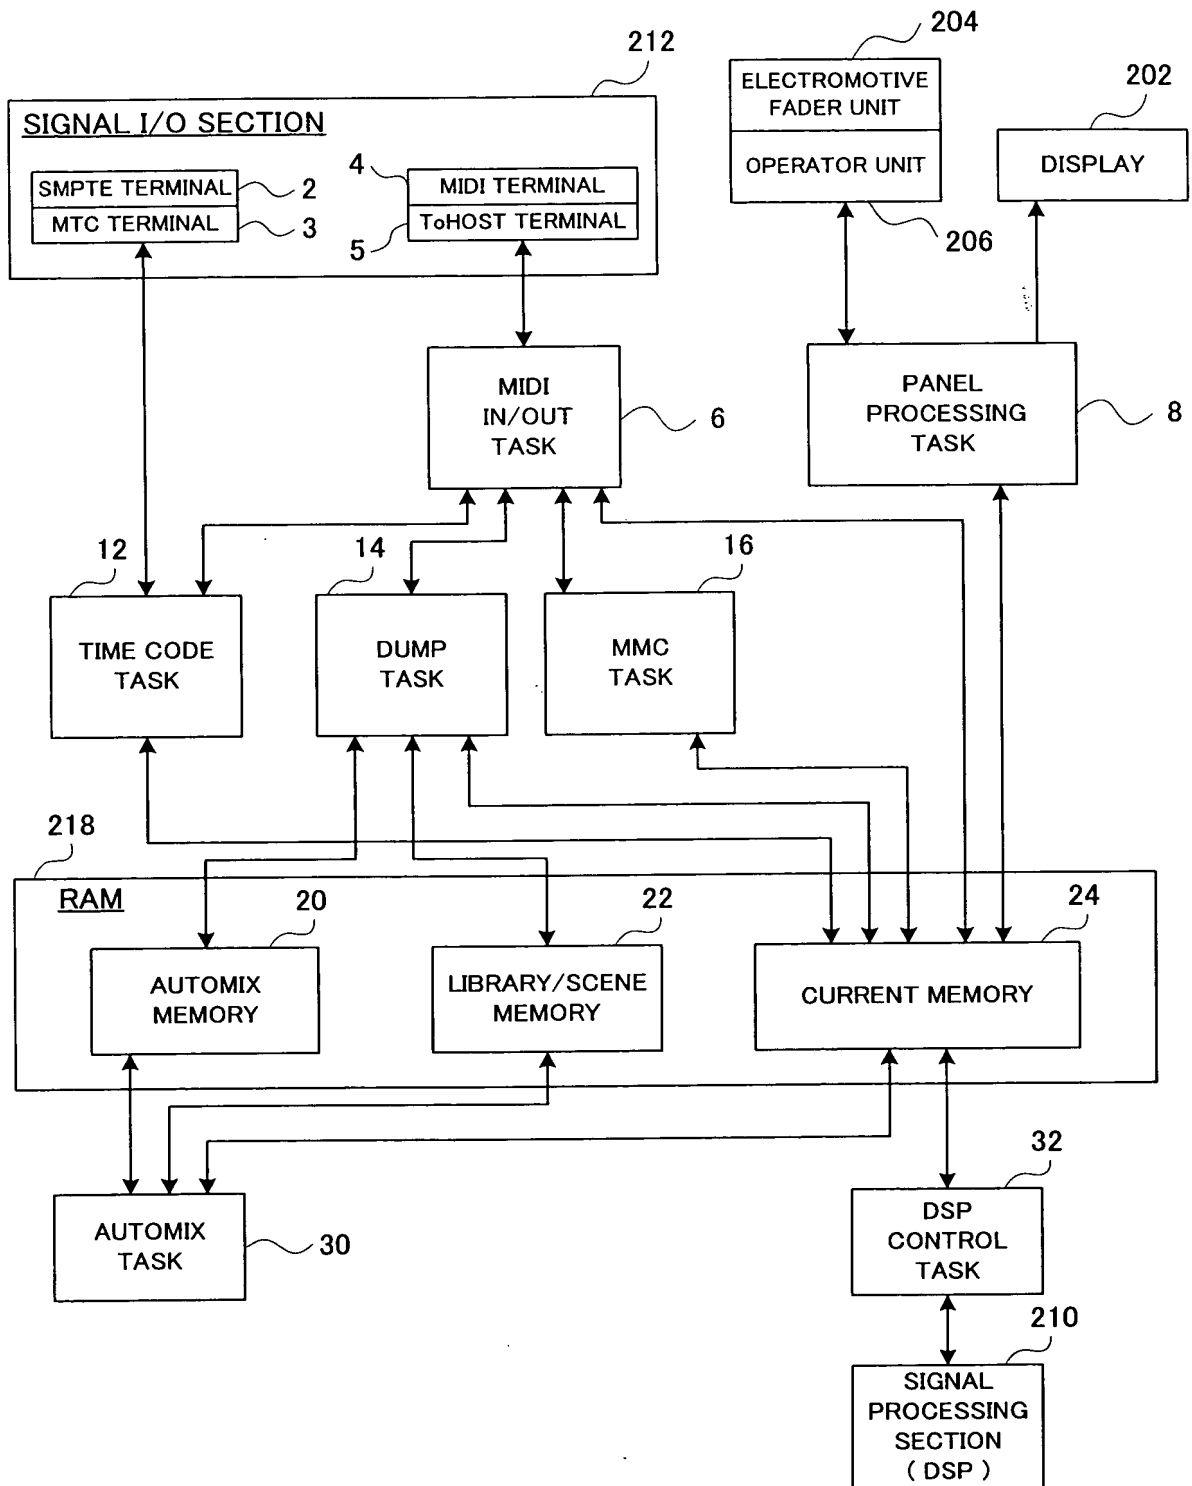 204
212
202
ELECTROMOTIVE
FADER UNIT
SIGNAL I/O SECTION
OPERATOR UNIT
DISPLAY
4
SMPTE TERMINAL
2
MIDI TERMINAL
MTC TERMINAL
3
ToHOST TERMINAL
5
206
MIDI
IN/OUT
TASK
6
PANEL
PROCESSING
TASK
8
12
14
16
TIME CODE
TASK
DUMP
TASK
MMC
TASK
218
RAM
20
22
24
AUTOMIX
MEMORY
LIBRARY/SCENE
MEMORY
CURRENT MEMORY
32
AUTOMIX
TASK
30
DSP
CONTROL
TASK
210
SIGNAL
PROCESSING
SECTION
( DSP )